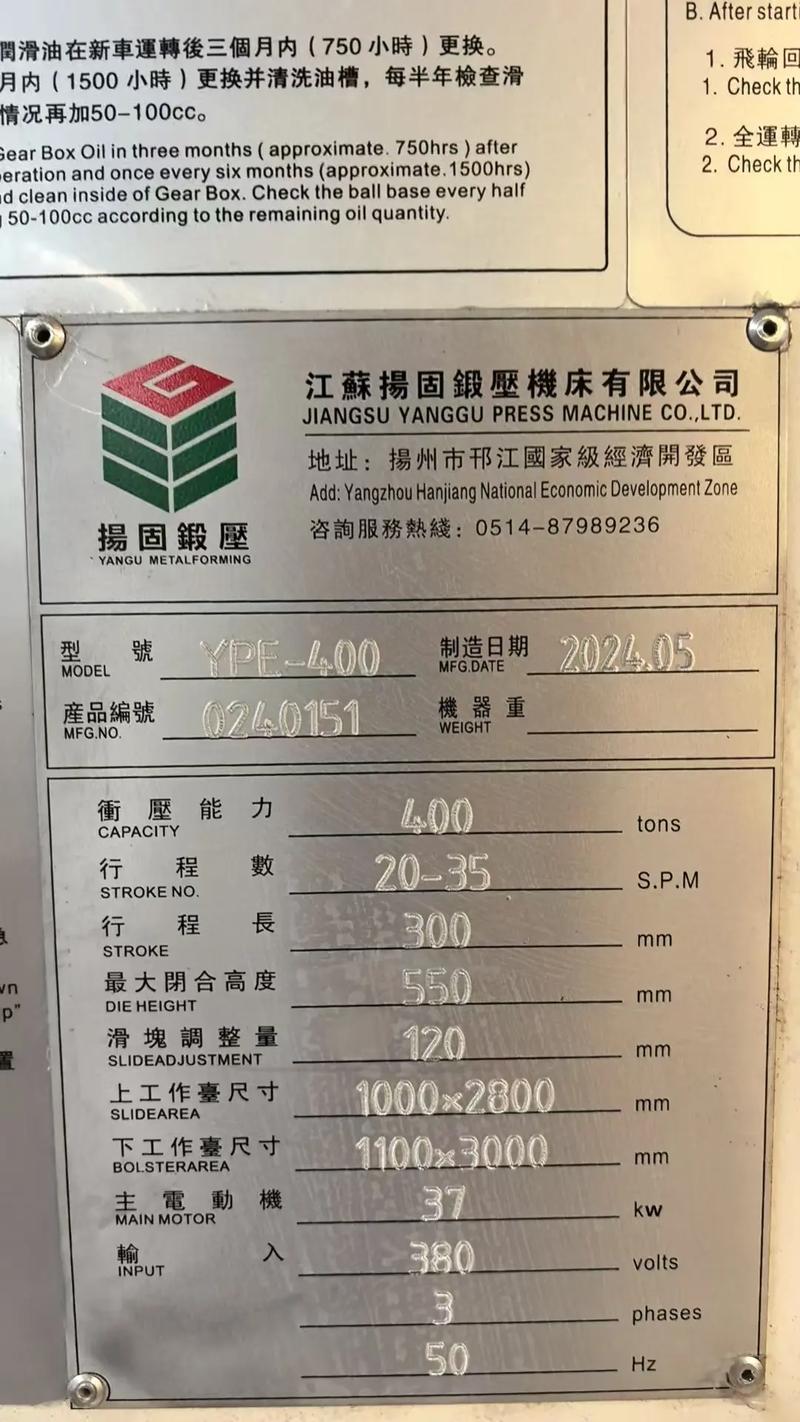 潤滑油在新車運轉後三個月内（750 小時）更换。
月内（1500 小時）更换并清洗油槽，每半年檢查滑
情况再加50-100cc。
Gear Box Oil in three months ( approximate. 750hrs ) after
eration and once every six months (approximate.1500hrs)
d clean inside of Gear Box. Check the ball base every half
50-100cc according to the remaining oil quantity.
B. After starti
1. 飛輪回
1. Check th
2. 全運轉
2. Check th
揚固鍛壓
YANGU METALFORMING
江蘇揚固鍛壓機床有限公司
JIANGSU YANGGU PRESS MACHINE CO.,LTD.
地址：揚州市邗江國家級經濟開發區
Add: Yangzhou Hanjiang National Economic Development Zone
咨詢服務熱綫：0514-87989236
型號 YPE-400 制造日期 2024.05
MODEL MFG.DATE
産品編號 0240151 機器重
MFG.NO. WEIGHT
衝壓能力 400 tons
CAPACITY
行程數 20-35 S.P.M
STROKE NO.
行程長 300 mm
STROKE
最大閉合高度 550 mm
DIE HEIGHT
滑塊調整量 120 mm
SLIDEADJUSTMENT
上工作臺尺寸 1000×2800 mm
SLIDEAREA
下工作臺尺寸 1100×3000 mm
BOLSTERAREA
主電動機 37 kw
MAIN MOTOR
輸入 380 volts
INPUT
3 phases
50 Hz
wn
p"
置